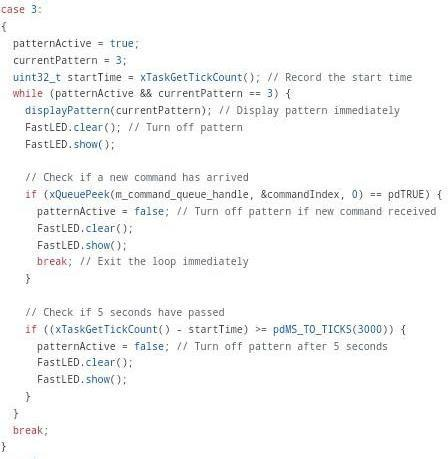 case 3:
{
patternActive = true;
currentPattern = 3;
uint32_t startTime = xTaskGetTickCount(); // Record the start time
while (patternActive && currentPattern == 3) {
displayPattern(currentPattern); // Display pattern immediately
FastLED.clear(); // Turn off pattern
FastLED.show();
// Check if a new command has arrived
if (xQueuePeek(m_command_queue_handle, &commandIndex, 0) == pdTRUE) {
patternActive = false; // Turn off pattern if new command received
FastLED.clear();
FastLED.show();
break; // Exit the loop immediately
}
// Check if 5 seconds have passed
if ((xTaskGetTickCount() - startTime) >= pdMS_TO_TICKS(3000)) {
patternActive = false; // Turn off pattern after 5 seconds
FastLED.clear();
FastLED.show();
}
}
break;
}